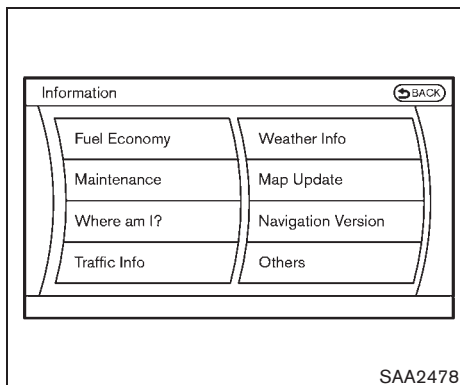 Information
BACK
Fuel Economy
Weather Info
Maintenance
Map Update
Where am I?
Navigation Version
Traffic Info
Others
SAA2478